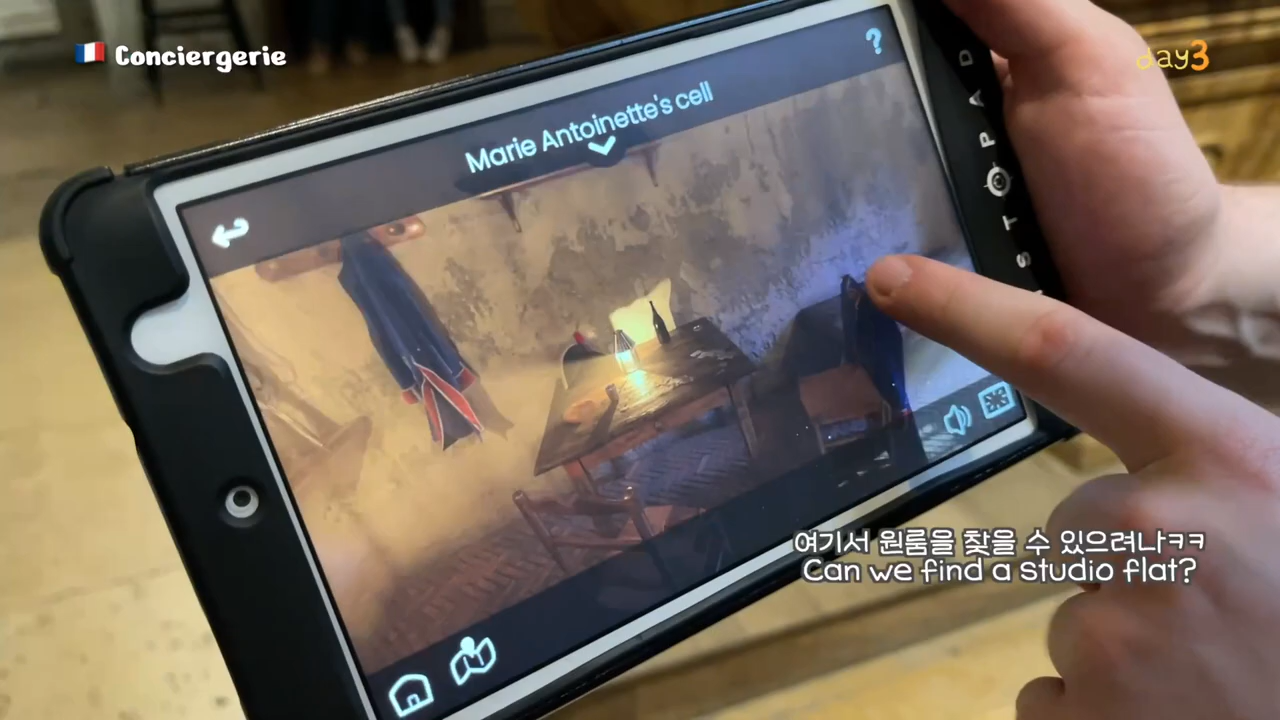 Conciergerie
day3
?
Marie Antoinette's cell
STOPAD
여기서 원룸을 찾을 수 있으려나ㅋㅋ
Can we find a studio flat?